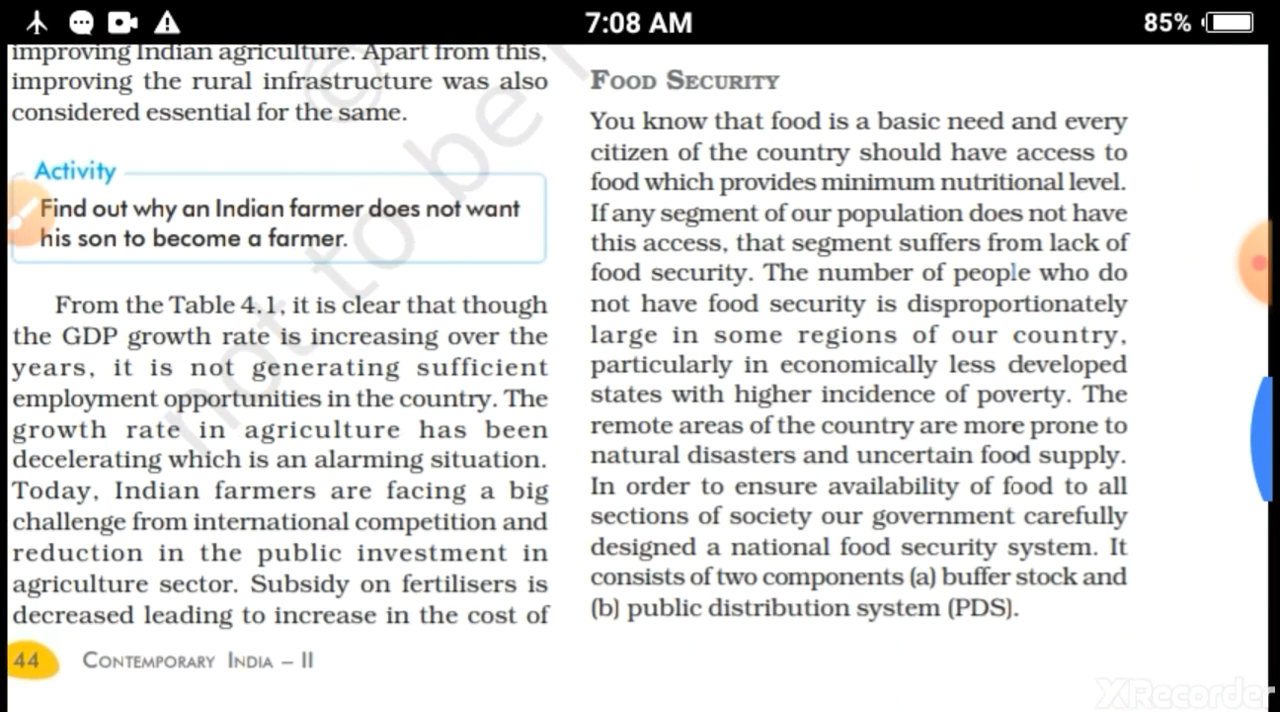 7:08 AM
85%
improving Indian agriculture. Apart from this,
improving the rural infrastructure was also
considered essential for the same.
Activity
Find out why an Indian farmer does not want
his son to become a farmer.
From the Table 4.1, it is clear that though
the GDP growth rate is increasing over the
years, it is not generating sufficient
employment opportunities in the country. The
growth rate in agriculture has been
decelerating which is an alarming situation.
Today, Indian farmers are facing a big
challenge from international competition and
reduction in the public investment in
agriculture sector. Subsidy on fertilisers is
decreased leading to increase in the cost of
44 CONTEMPORARY INDIA – II
FOOD SECURITY
You know that food is a basic need and every
citizen of the country should have access to
food which provides minimum nutritional level.
If any segment of our population does not have
this access, that segment suffers from lack of
food security. The number of people who do
not have food security is disproportionately
large in some regions of our country,
particularly in economically less developed
states with higher incidence of poverty. The
remote areas of the country are more prone to
natural disasters and uncertain food supply.
In order to ensure availability of food to all
sections of society our government carefully
designed a national food security system. It
consists of two components (a) buffer stock and
(b) public distribution system (PDS).
©
not to be
XRecorder